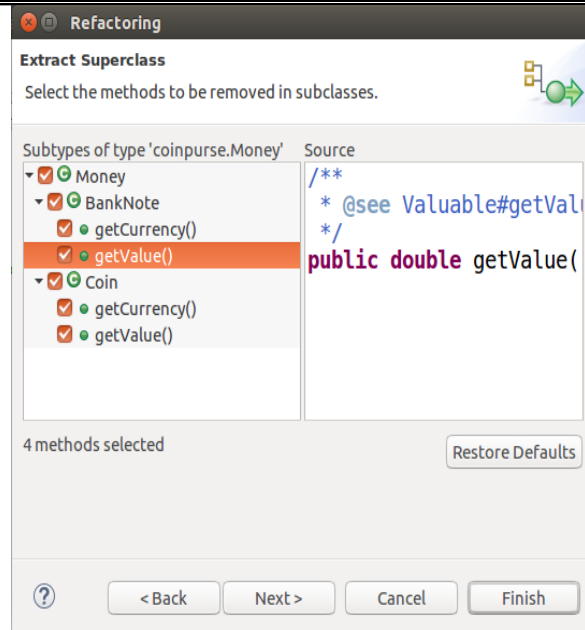 Refactoring
Extract Superclass
Select the methods to be removed in subclasses.
Subtypes of type 'coinpurse.Money'
Money
BankNote
getCurrency()
getValue()
Coin
getCurrency()
getValue()
4 methods selected
Source
/**
* @see Valuable#getVal
*/
public double getValue(
Restore Defaults
?
< Back
Next >
Cancel
Finish